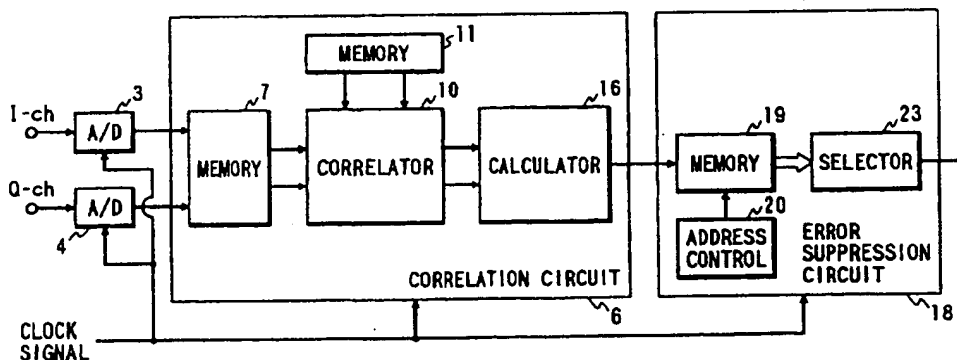 11
MEMORY
I-ch
3
A/D
7
MEMORY
10
CORRELATOR
16
CALCULATOR
19
MEMORY
23
SELECTOR
Q-ch
A/D
4
20
ADDRESS
CONTROL
ERROR
SUPPRESSION
CIRCUIT
CORRELATION CIRCUIT
6
18
CLOCK
SIGNAL